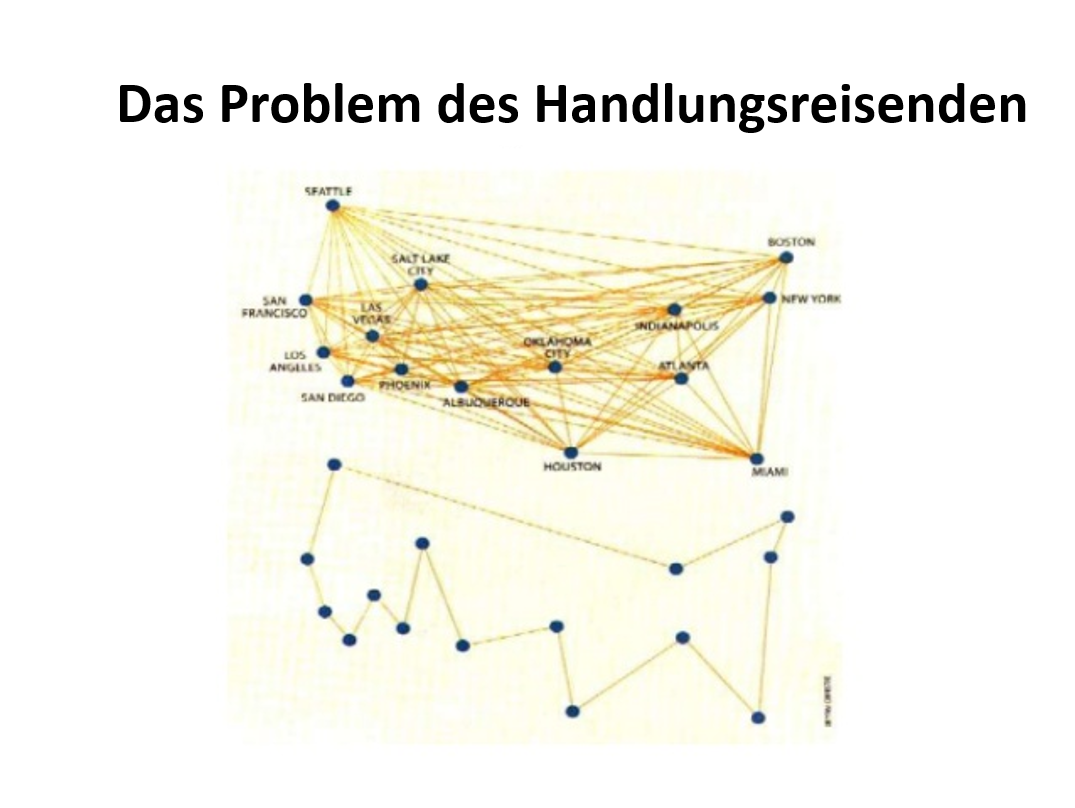 Das Problem des Handlungsreisenden
SEATTLE
BOSTON
SALT LAKE
CITY
SAN
FRANCISCO
LAS
VEGAS
NEW YORK
INDIANAPOLIS
OKLAHOMA
CITY
LOS
ANGELES
ATLANTA
PHOENIX
SAN DIEGO
ALBUQUERQUE
HOUSTON
MIAMI